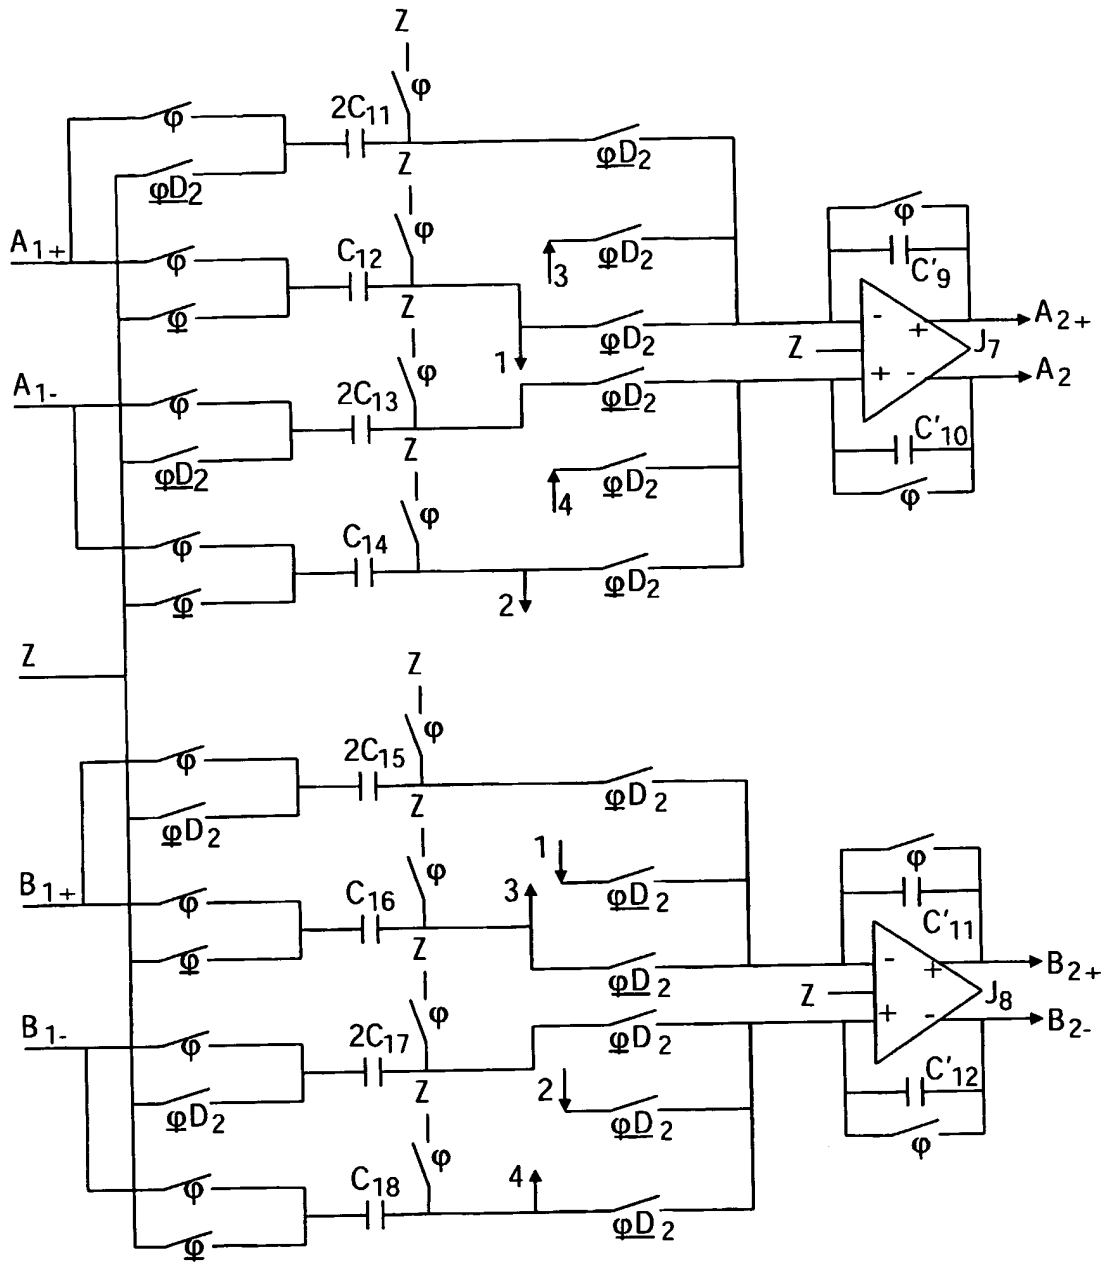 Z
φ
2C11
φ
Z
φD2
φD2
φ
A1+
C12
φ
φ
3
φD2
C'9
φ
Z
-
+
A2+
φD2
1
Z
J7
φ
A1-
2C13
+
-
A2
φ
φD2
Z
C'10
φD2
φD2
4
φ
φ
C14
φ
φD2
φ
2
Z
Z
φ
2C15
φ
φD2
Z
φD2
1
φ
φ
B1+
C16
3
φD2
φ
C'11
φ
Z
-
+
B2+
φD2
Z
J8
φ
B1-
2C17
+
-
B2-
φ
φD2
Z
2
C'12
φD2
φD2
φ
φ
C18
4
φ
φD2
φ